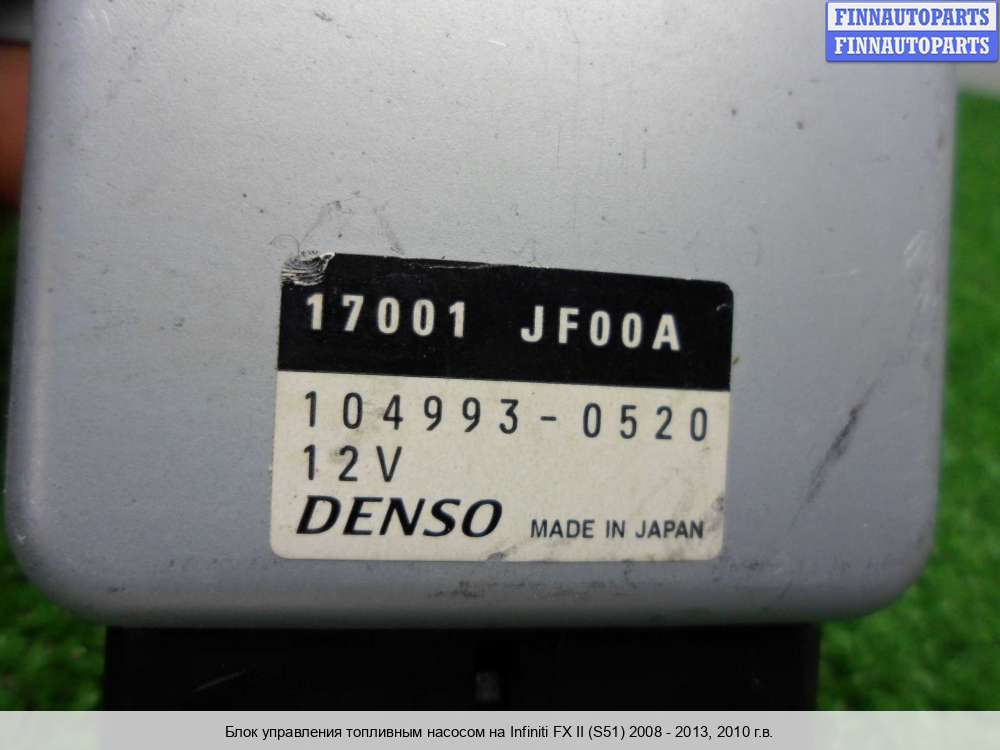 FINNAUTOPARTS
FINNAUTOPARTS
17001 JF00A
104993-0520
12V
DENSO MADE IN JAPAN
Блок управления топливным насосом на Infiniti FX II (S51) 2008 - 2013, 2010 г.в.